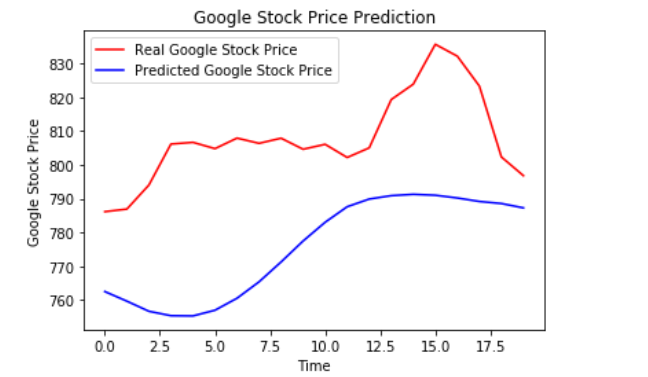 Google Stock Price Prediction
Real Google Stock Price
Predicted Google Stock Price
Google Stock Price
830
820
810
800
790
780
770
760
0.0 2.5 5.0 7.5 10.0 12.5 15.0 17.5
Time